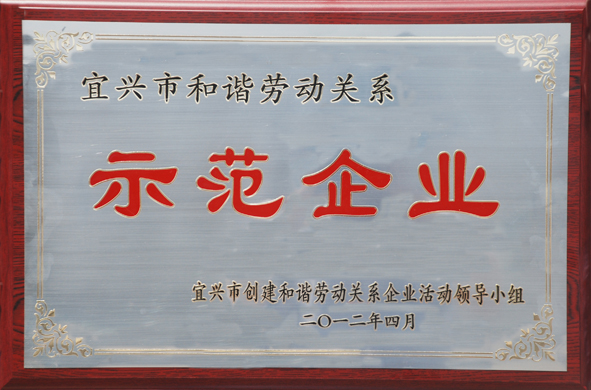 宜兴市和谐劳动关系
示范企业
宜兴市创建和谐劳动关系企业活动领导小组
二〇一二年四月